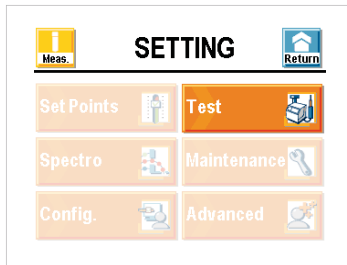 Meas. SETTING Return
Set Points Test
Spectro Maintenance
Config. Advanced